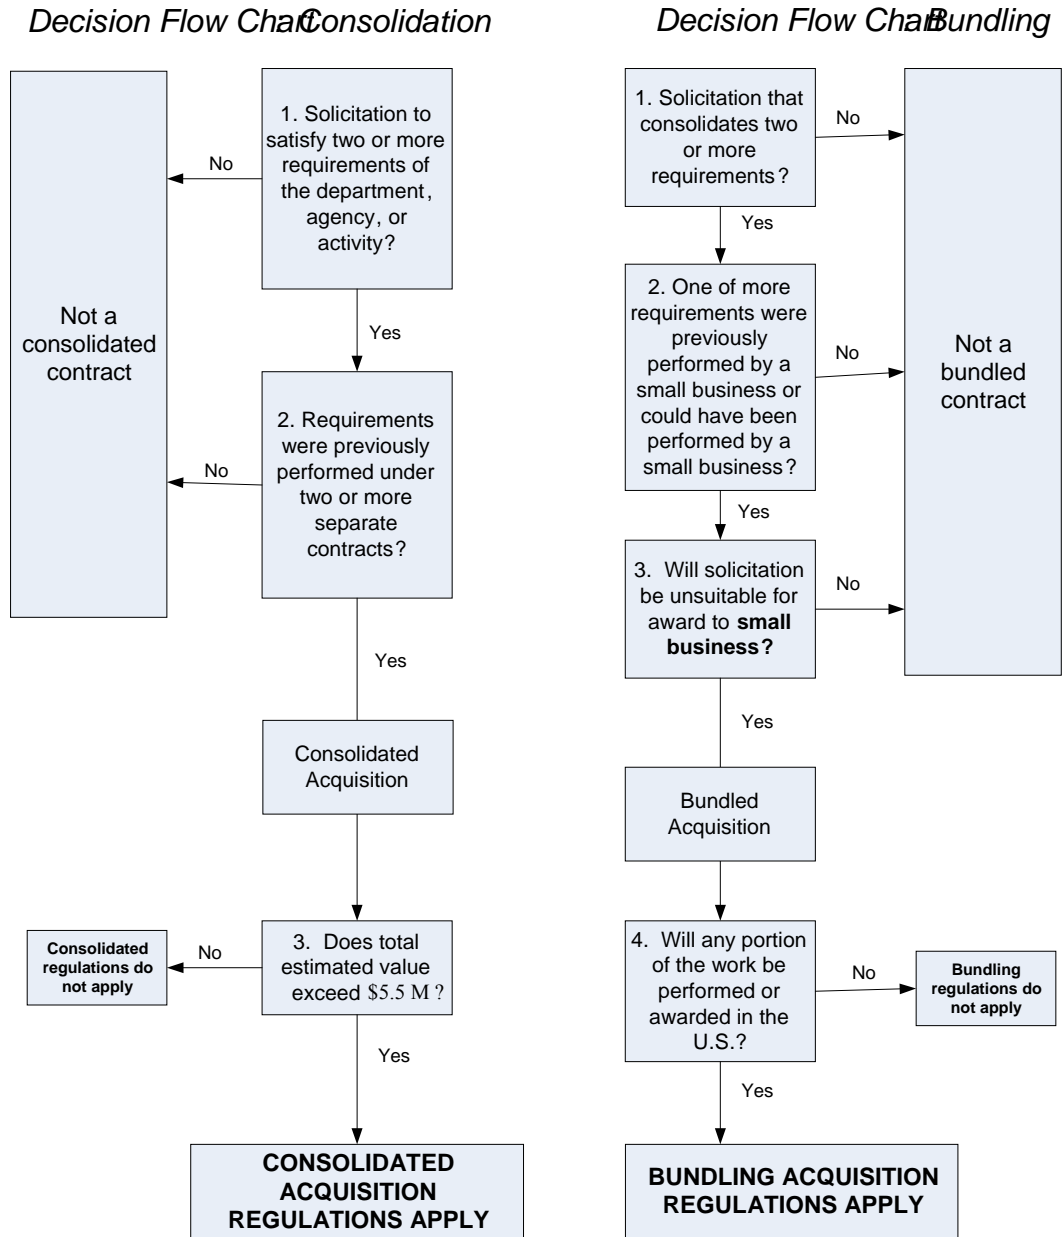 Decision Flow Chart: Consolidation
No
1. Solicitation to
satisfy two or more
requirements of
the department,
agency, or
activity?
Not a
consolidated
contract
Yes
No
2. Requirements
were previously
performed under
two or more
separate
contracts?
Yes
Consolidated
Acquisition
Consolidated
regulations do
not apply
No
3. Does total
estimated value
exceed $5.5 M ?
Yes
CONSOLIDATED
ACQUISITION
REGULATIONS APPLY
Decision Flow Chart: Bundling
1. Solicitation that
consolidates two
or more
requirements?
No
Yes
2. One of more
requirements were
previously
performed by a
small business or
could have been
performed by a
small business?
No
Not a
bundled
contract
Yes
3. Will solicitation
be unsuitable for
award to small
business?
No
Yes
Bundled
Acquisition
4. Will any portion
of the work be
performed or
awarded in the
U.S.?
No
Bundling
regulations do
not apply
Yes
BUNDLING ACQUISITION
REGULATIONS APPLY